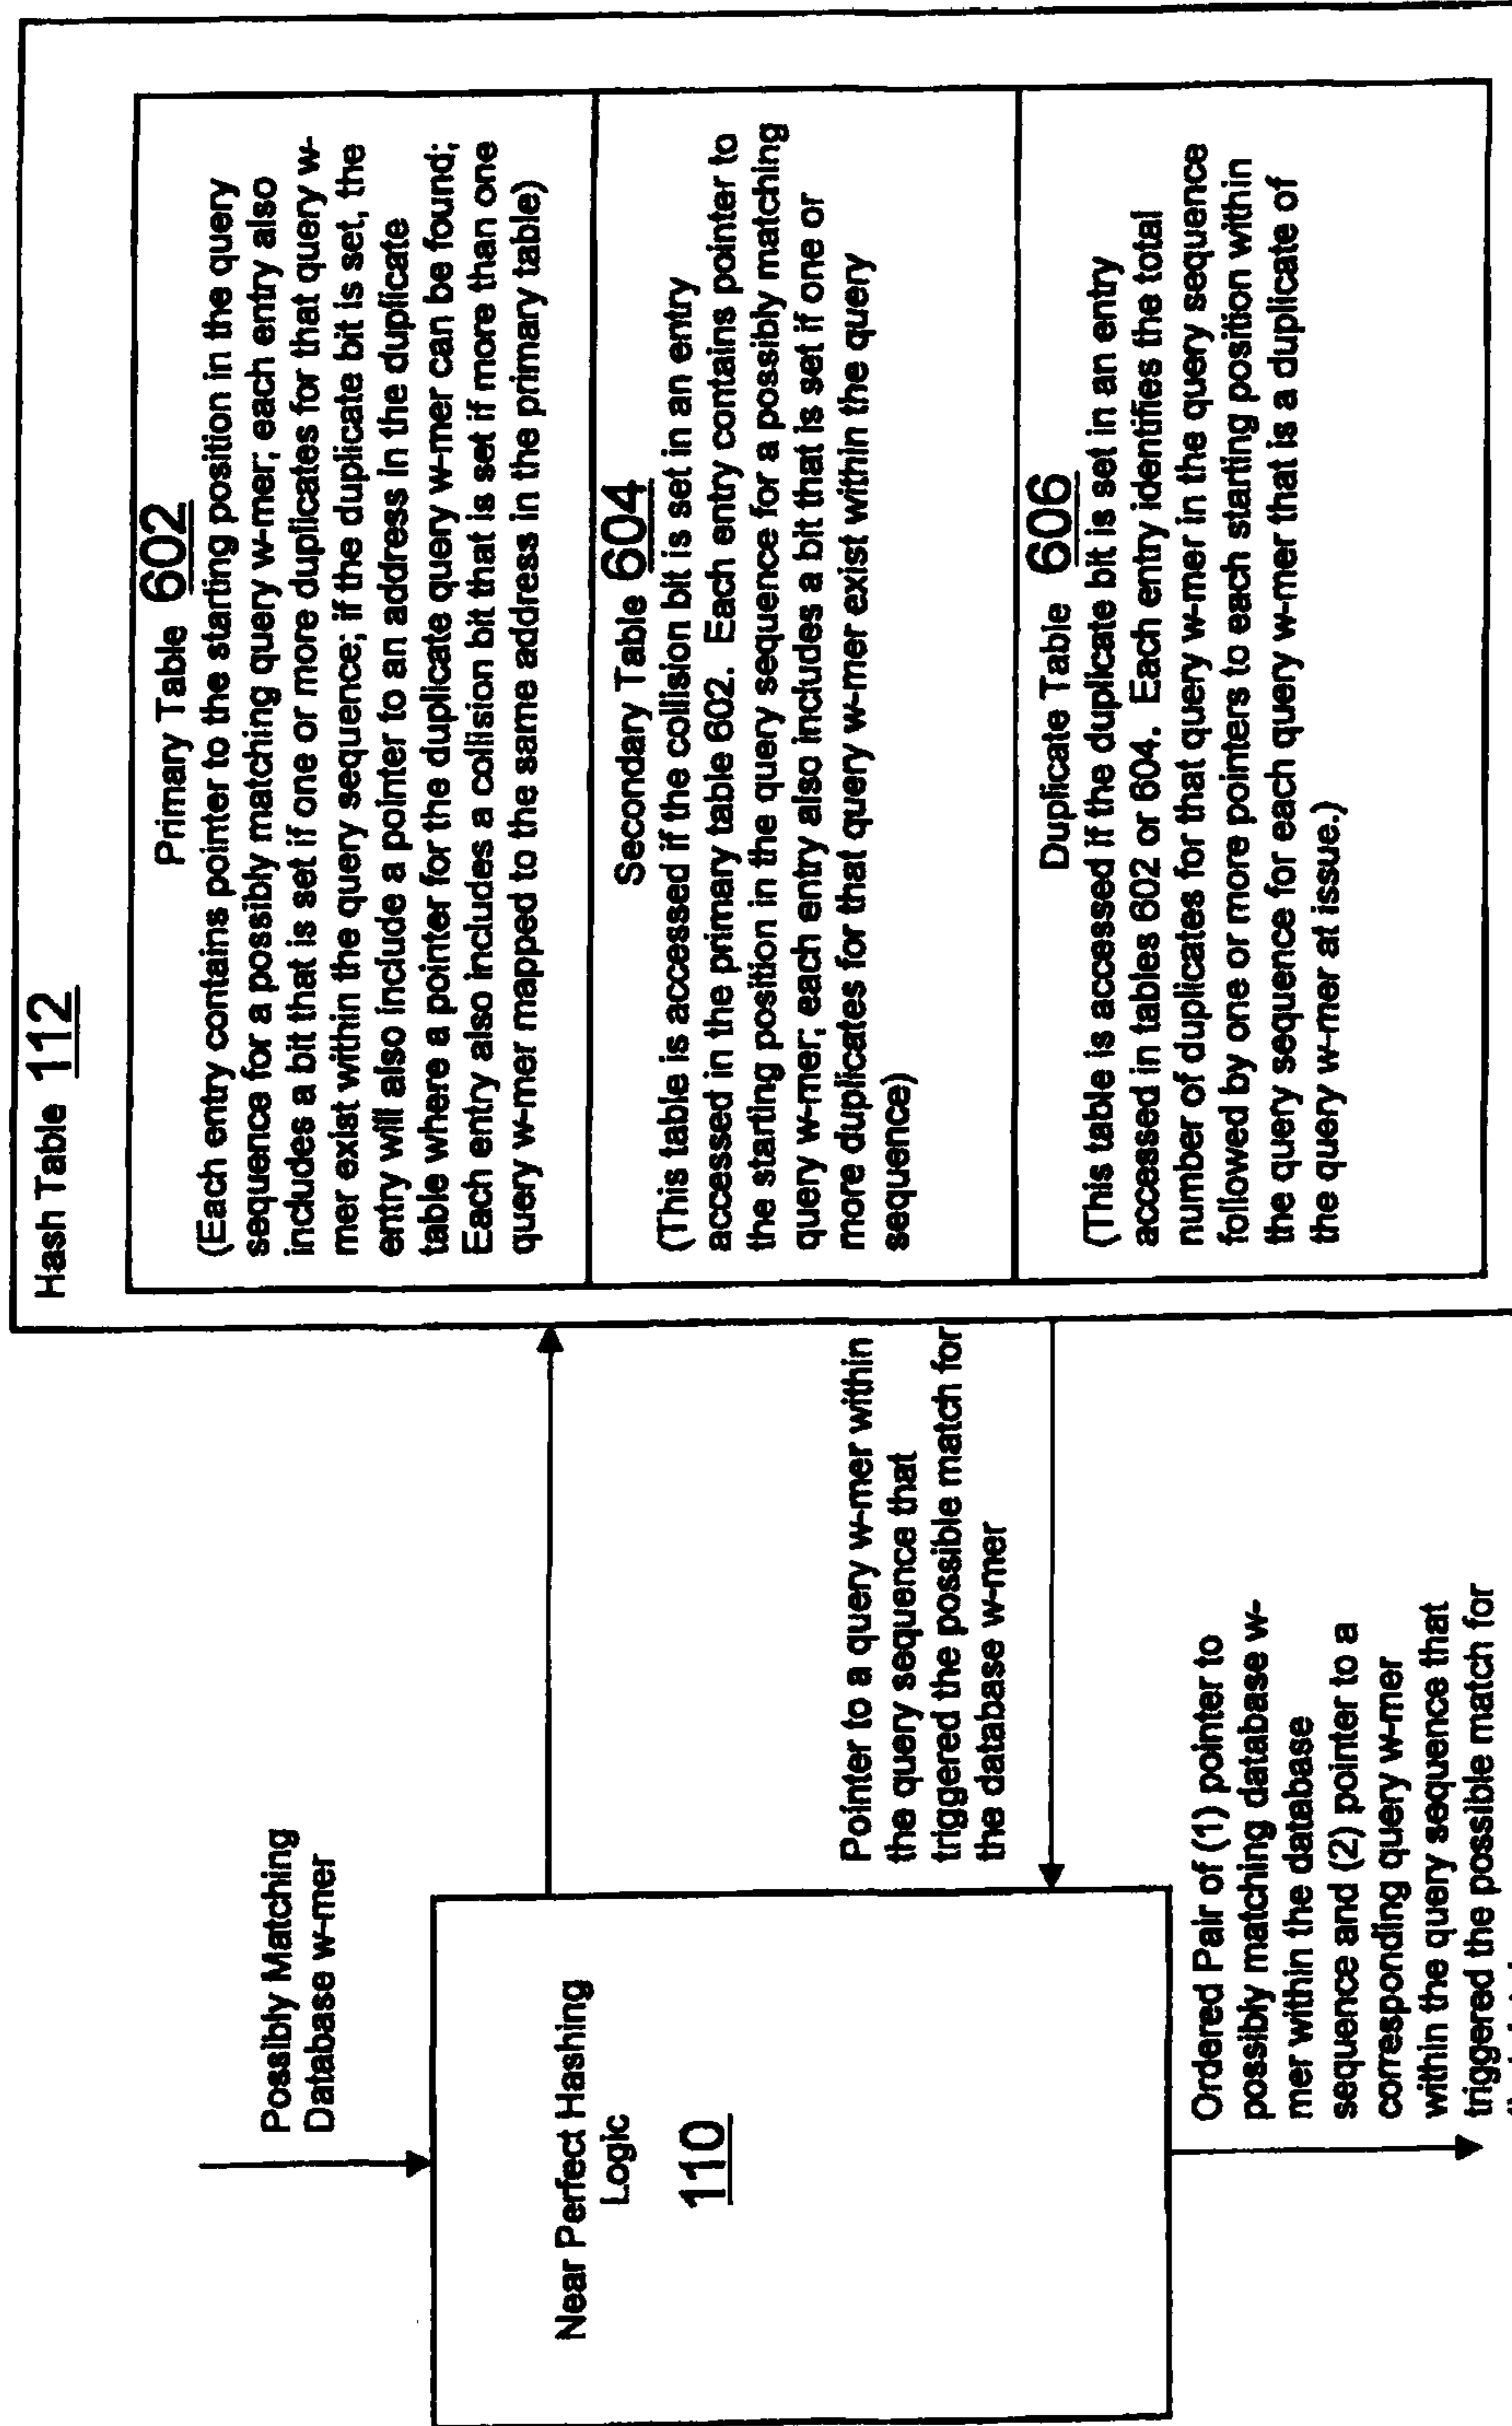 Possibly Matching
Database w-mer
Near Perfect Hashing
Logic
110
Ordered Pair of (1) pointer to
possibly matching database w-
mer within the database
sequence and (2) pointer to a
corresponding query w-mer
within the query sequence that
triggered the possible match for
Pointer to a query w-mer within
the query sequence that
triggered the possible match for
the database w-mer
Hash Table 112
Primary Table 602
(Each entry contains pointer to the starting position in the query
sequence for a possibly matching query w-mer; each entry also
includes a bit that is set if one or more duplicates for that query w-
mer exist within the query sequence; if the duplicate bit is set, the
entry will also include a pointer to an address in the duplicate
table where a pointer for the duplicate query w-mer can be found;
Each entry also includes a collision bit that is set if more than one
query w-mer mapped to the same address in the primary table)
Secondary Table 604
(This table is accessed if the collision bit is set in an entry
accessed in the primary table 602. Each entry contains pointer to
the starting position in the query sequence for a possibly matching
query w-mer; each entry also includes a bit that is set if one or
more duplicates for that query w-mer exist within the query
sequence)
Duplicate Table 606
(This table is accessed if the duplicate bit is set in an entry
accessed in tables 602 or 604. Each entry identifies the total
number of duplicates for that query w-mer in the query sequence
followed by one or more pointers to each starting position within
the query sequence for each query w-mer that is a duplicate of
the query w-mer at issue.)